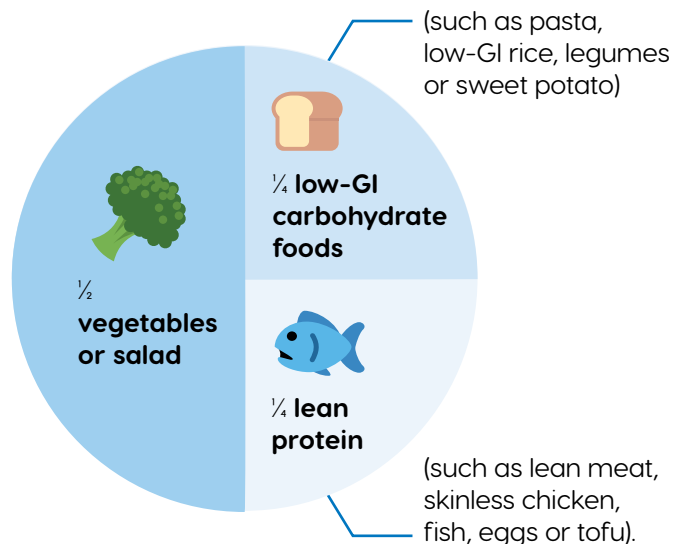 (such as pasta,
low-GI rice, legumes
or sweet potato)
¼ low-GI
carbohydrate
foods
½
vegetables
or salad
¼ lean
protein
(such as lean meat,
skinless chicken,
fish, eggs or tofu).